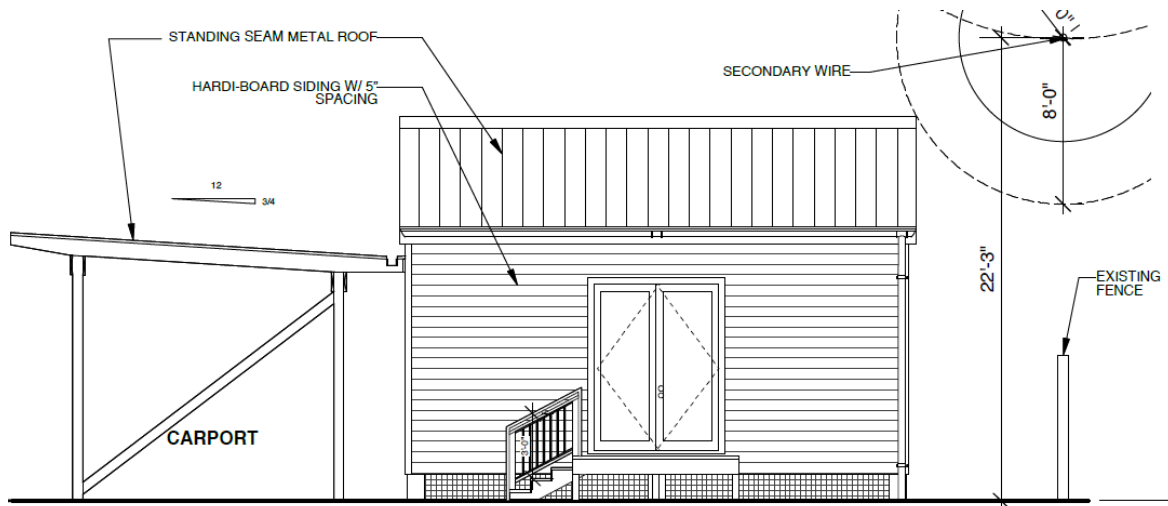 STANDING SEAM METAL ROOF
HARDI-BOARD SIDING W/ 5"
SPACING
SECONDARY WIRE
8'-0"
12
3/4
22'-3"
EXISTING
FENCE
3'-0"
CARPORT